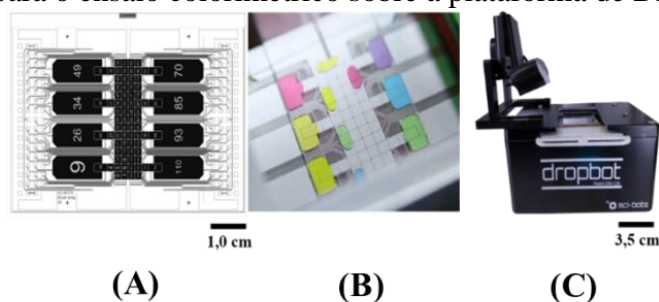 para o ensaio colorimétrico sobre a plataforma de
49 70
34 85
26 93
9 110
dropbot
sci-bots
1,0 cm
3,5 cm
(A) (B) (C)